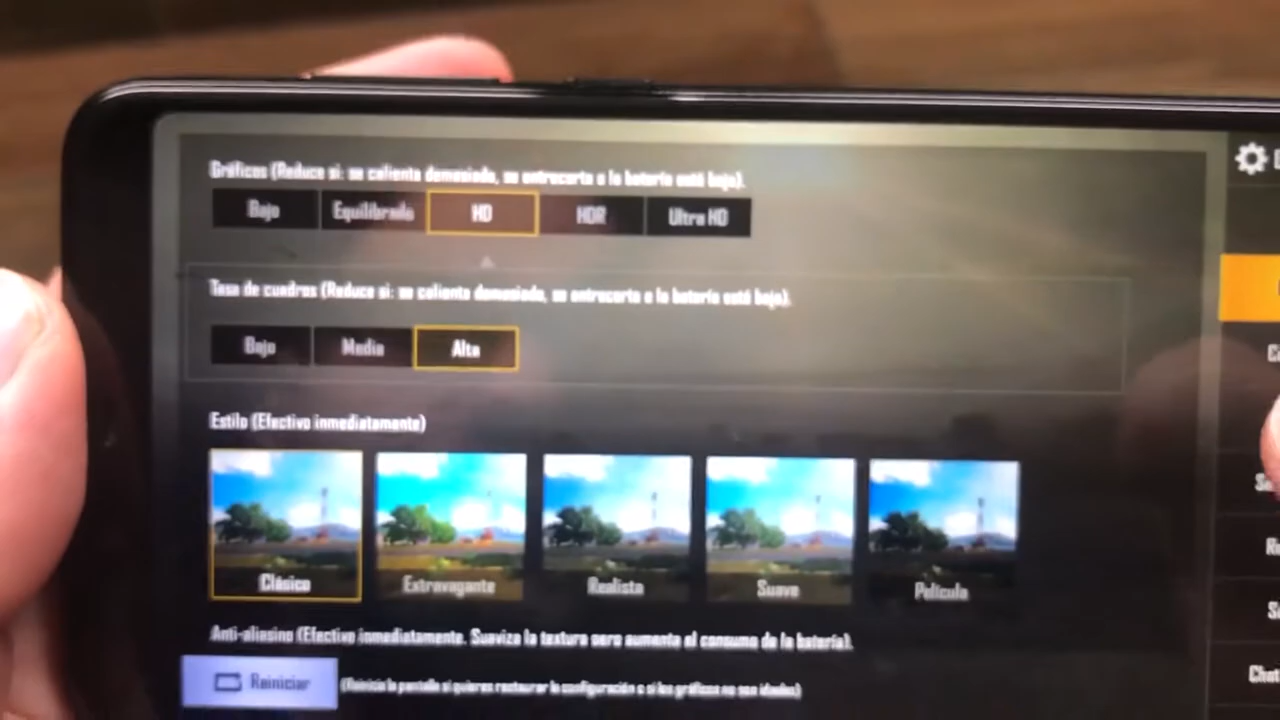 Gráficos (Reduce si: se calienta demasiado, se entrecorta o la batería está baja).
Bajo Equilibrado HD HDR Ultra HD
Tasa de cuadros (Reduce si: se calienta demasiado, se entrecorta o la batería está baja).
Bajo Media Alta
Estilo (Efectivo inmediatamente)
Clásico Extravagante Realista Suave Película
Anti-aliasing (Efectivo inmediatamente. Suaviza la textura pero aumenta el consumo de la batería).
Reiniciar (Reinicia la pantalla si quieres restaurar la configuración o si los gráficos no son ideales)